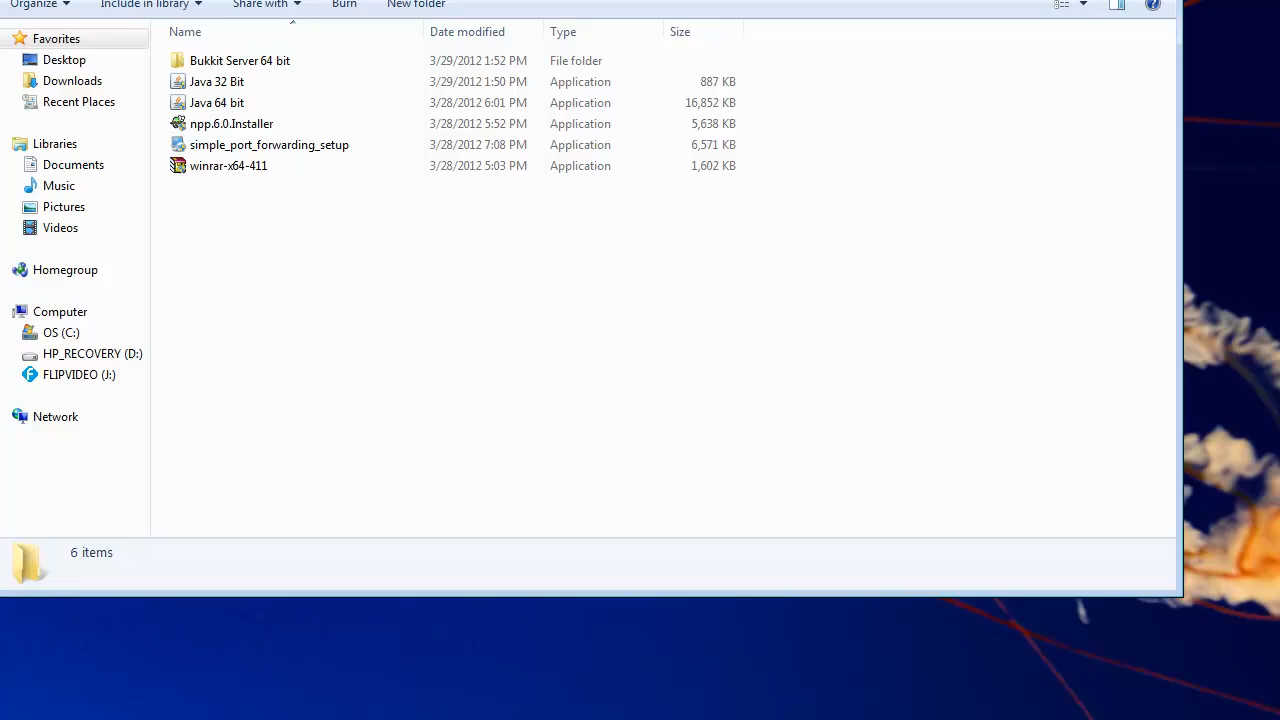 Organize Include in library Share with Burn New folder
Name Date modified Type Size
Favorites
Desktop
Downloads
Recent Places
Libraries
Documents
Music
Pictures
Videos
Homegroup
Computer
OS (C:)
HP_RECOVERY (D:)
FLIPVIDEO (J:)
Network
Bukkit Server 64 bit 3/29/2012 1:52 PM File folder
Java 32 Bit 3/29/2012 1:50 PM Application 887 KB
Java 64 bit 3/28/2012 6:01 PM Application 16,852 KB
npp.6.0.Installer 3/28/2012 5:52 PM Application 5,638 KB
simple_port_forwarding_setup 3/28/2012 7:08 PM Application 6,571 KB
winrar-x64-411 3/28/2012 5:03 PM Application 1,602 KB
6 items